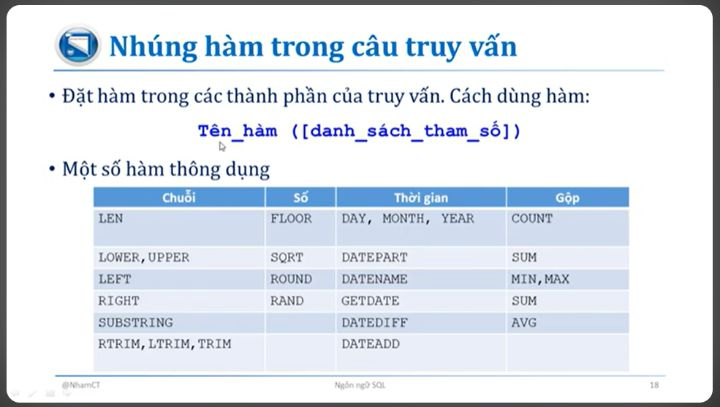 Nhúng hàm trong câu truy vấn
• Đặt hàm trong các thành phần của truy vấn. Cách dùng hàm:
Tên_hàm ([danh_sách_tham_số])
• Một số hàm thông dụng
Chuỗi Số Thời gian Gộp
LEN FLOOR DAY, MONTH, YEAR COUNT
LOWER,UPPER SQRT DATEPART SUM
LEFT ROUND DATENAME MIN,MAX
RIGHT RAND GETDATE SUM
SUBSTRING DATEDIFF AVG
RTRIM,LTRIM,TRIM DATEADD
@NhamCT Ngôn ngữ SQL 18